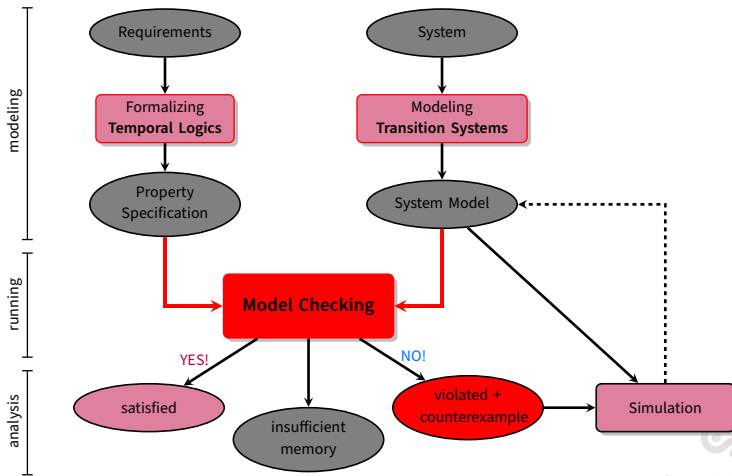 Requirements
System
Formalizing
Temporal Logics
Modeling
Transition Systems
modeling
Property
Specification
System Model
running
Model Checking
YES!
NO!
analysis
satisfied
insufficient
memory
violated +
counterexample
Simulation